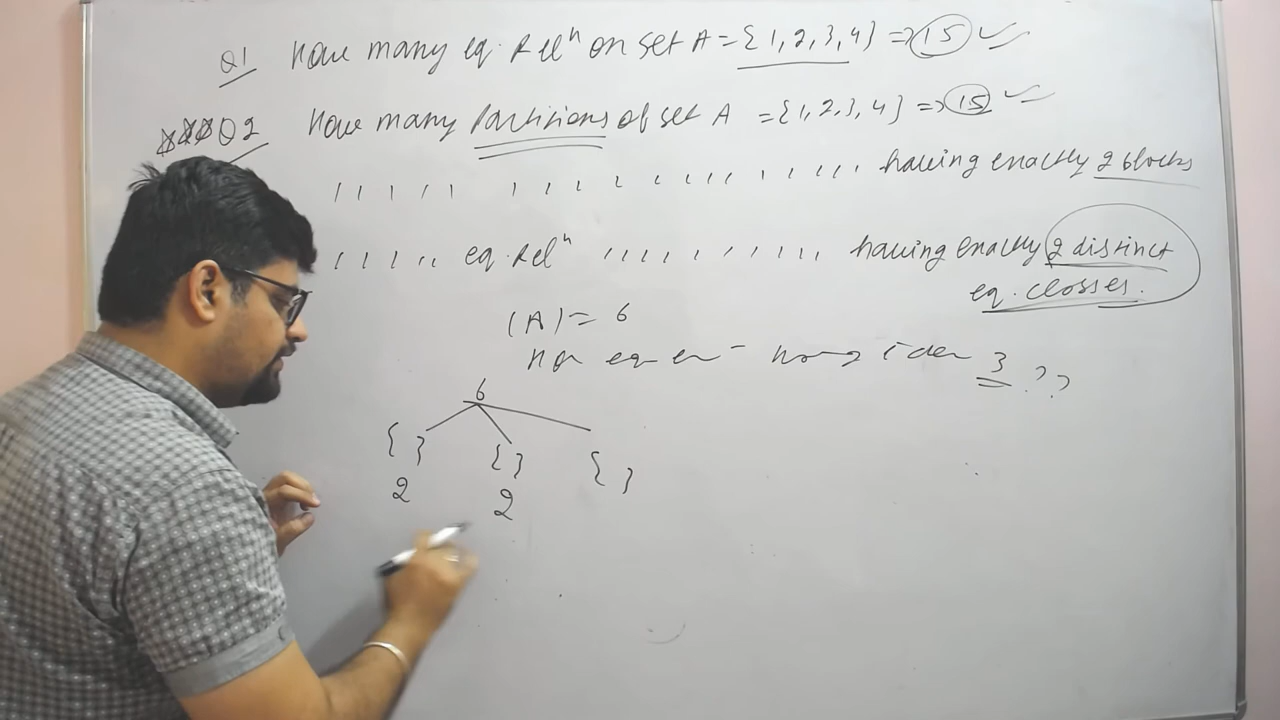 Q1 How many eq. Relⁿ on set A = {1,2,3,4} => 15 ✓
Q2 How many Partitions of set A = {1,2,3,4} => 15 ✓
,, ,, ,, ,, ,, ,, ,, ,, having exactly 2 blocks
,, ,, ,, eq. Relⁿ ,, ,, ,, ,, ,, having exactly 2 distinct
eq. classes.
|A| = 6
3 ??
6
{ } { } { }
2 2